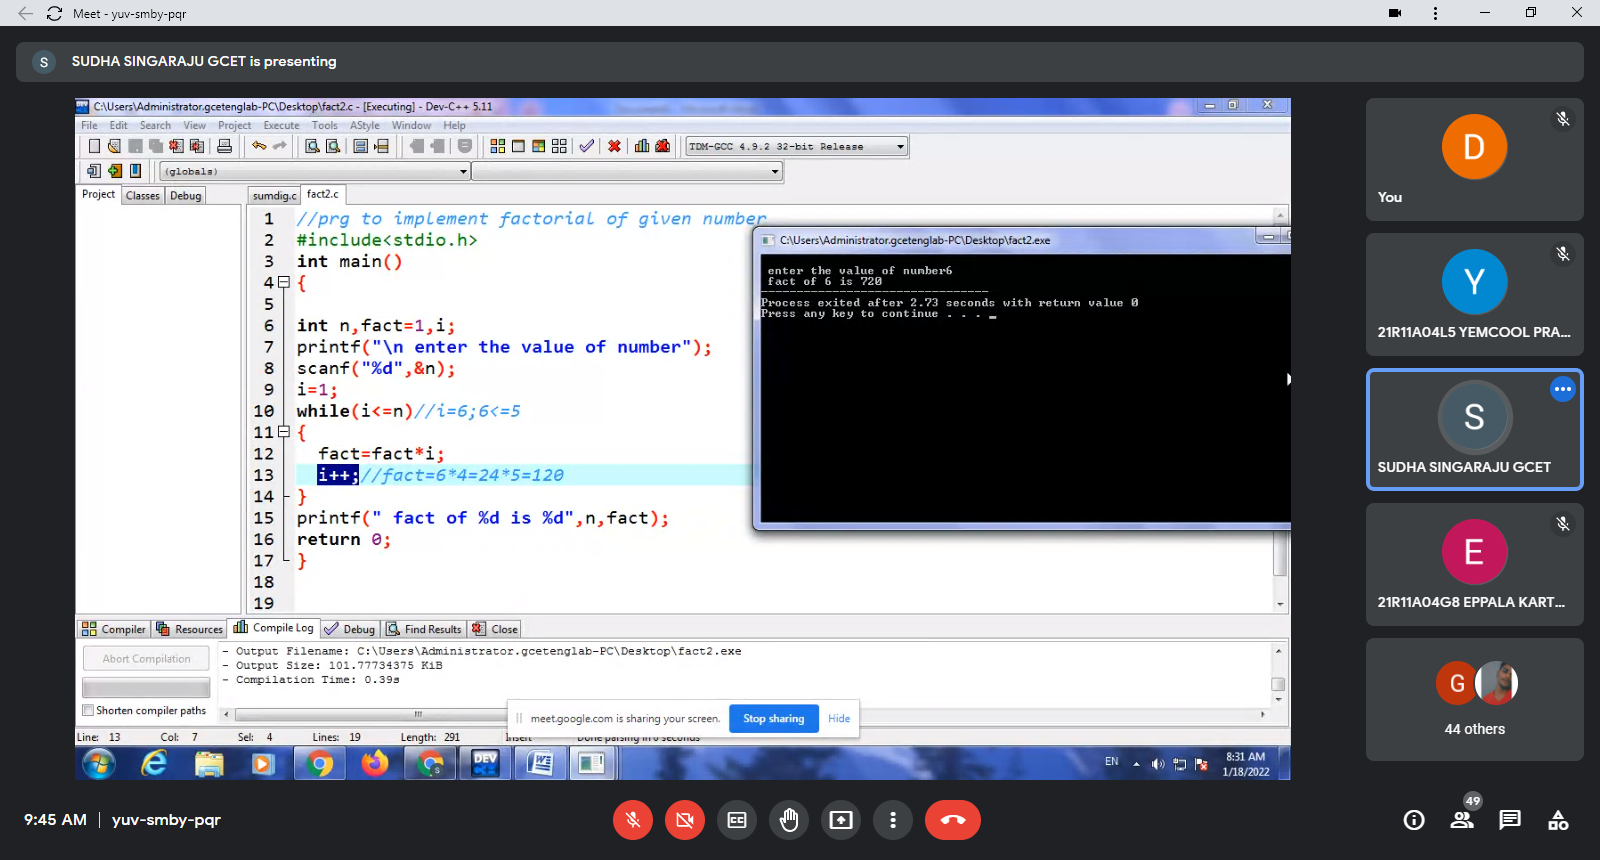 Meet - yuv-smby-pqr
S SUDHA SINGARAJU GCET is presenting
C:\Users\Administrator.gcetenglab-PC\Desktop\fact2.c - [Executing] - Dev-C++ 5.11
File Edit Search View Project Execute Tools AStyle Window Help
TDM-GCC 4.9.2 32-bit Release
(globals)
Project Classes Debug
sumdig.c fact2.c
1 //prg to implement factorial of given number
2 #include<stdio.h>
3 int main()
4 {
5
6 int n,fact=1,i;
7 printf("\n enter the value of number");
8 scanf("%d",&n);
9 i=1;
10 while(i<=n)//i=6;6<=5
11 {
12 fact=fact*i;
13 i++;//fact=6*4=24*5=120
14 }
15 printf(" fact of %d is %d",n,fact);
16 return 0;
17 }
18
19
C:\Users\Administrator.gcetenglab-PC\Desktop\fact2.exe
enter the value of number6
fact of 6 is 720
--------------------------------
Process exited after 2.73 seconds with return value 0
Press any key to continue . . . _
Compiler Resources Compile Log Debug Find Results Close
Abort Compilation
Shorten compiler paths
- Output Filename: C:\Users\Administrator.gcetenglab-PC\Desktop\fact2.exe
- Output Size: 101.77734375 KiB
- Compilation Time: 0.39s
meet.google.com is sharing your screen. Stop sharing Hide
Line: 13 Col: 7 Sel: 4 Lines: 19 Length: 291 Insert Done parsing in 0 seconds
DEV
EN
8:31 AM
1/18/2022
D
You
Y
21R11A04L5 YEMCOOL PRA...
S
SUDHA SINGARAJU GCET
E
21R11A04G8 EPPALA KART...
G
44 others
9:45 AM | yuv-smby-pqr
49